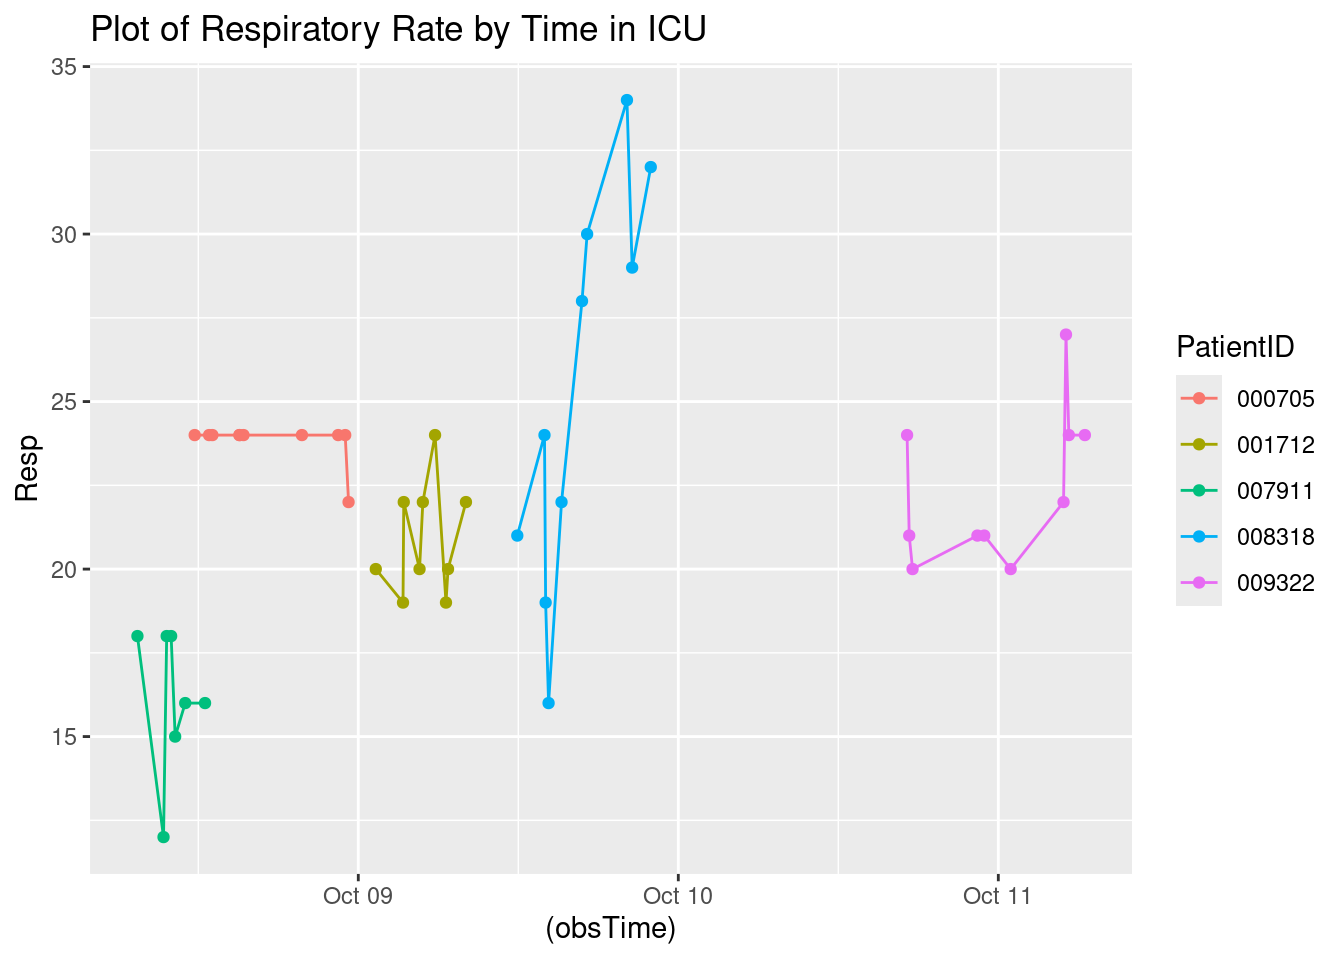 Plot of Respiratory Rate by Time in ICU
35
30
25
20
15
Resp
Oct 09
Oct 10
Oct 11
(obsTime)
PatientID
000705
001712
007911
008318
009322